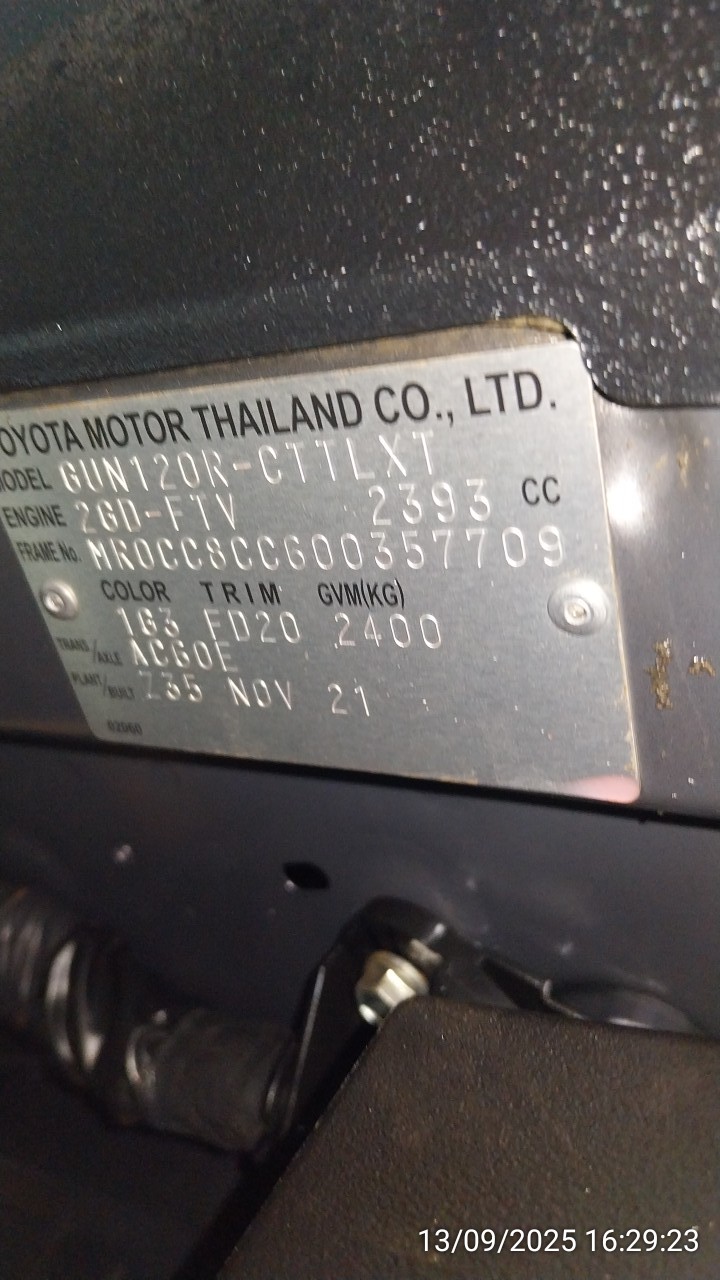 TOYOTA MOTOR THAILAND CO., LTD.
MODEL GUN120R-CTTLXT
ENGINE 2GD-FTV 2393 CC
FRAME No. MR0CC8CC600357709
COLOR TRIM GVM(KG)
1G3 FD20 2400
TRANS/AXLE AC60E
PLANT/BUILT Z35 NOV 21
02060
13/09/2025 16:29:23